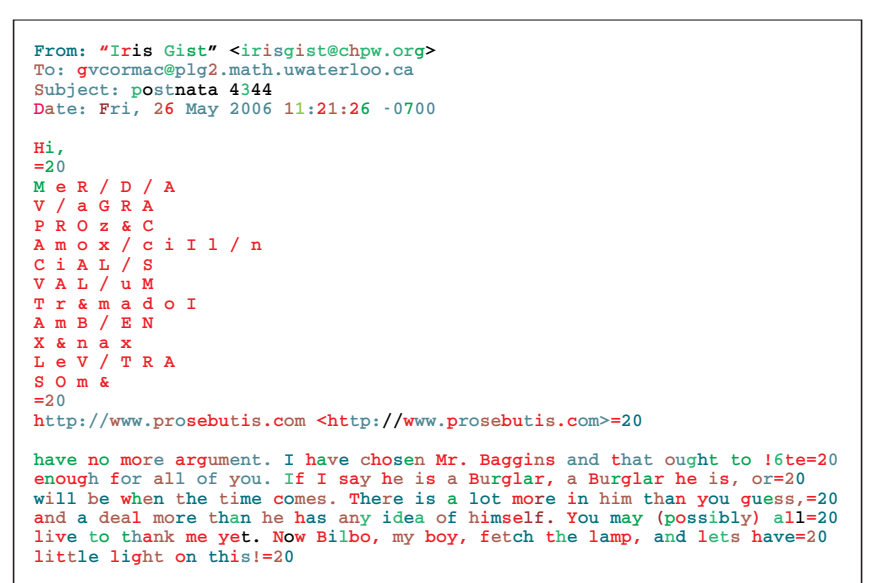 From: “Iris Gist” <irisgist@chpw.org>
To: gvcormac@plg2.math.uwaterloo.ca
Subject: postnata 4344
Date: Fri, 26 May 2006 11:21:26 -0700
Hi,
=20
M e R / D / A
V / a G R A
P R O z & C
A m o x / c i I l / n
C i A L / S
V A L / u M
T r & m a d o I
A m B / E N
X & n a x
L e V / T R A
S O m &
=20
http://www.prosebutis.com <http://www.prosebutis.com>=20
have no more argument. I have chosen Mr. Baggins and that ought to !6te=20
enough for all of you. If I say he is a Burglar, a Burglar he is, or=20
will be when the time comes. There is a lot more in him than you guess,=20
and a deal more than he has any idea of himself. You may (possibly) all=20
live to thank me yet. Now Bilbo, my boy, fetch the lamp, and lets have=20
little light on this!=20